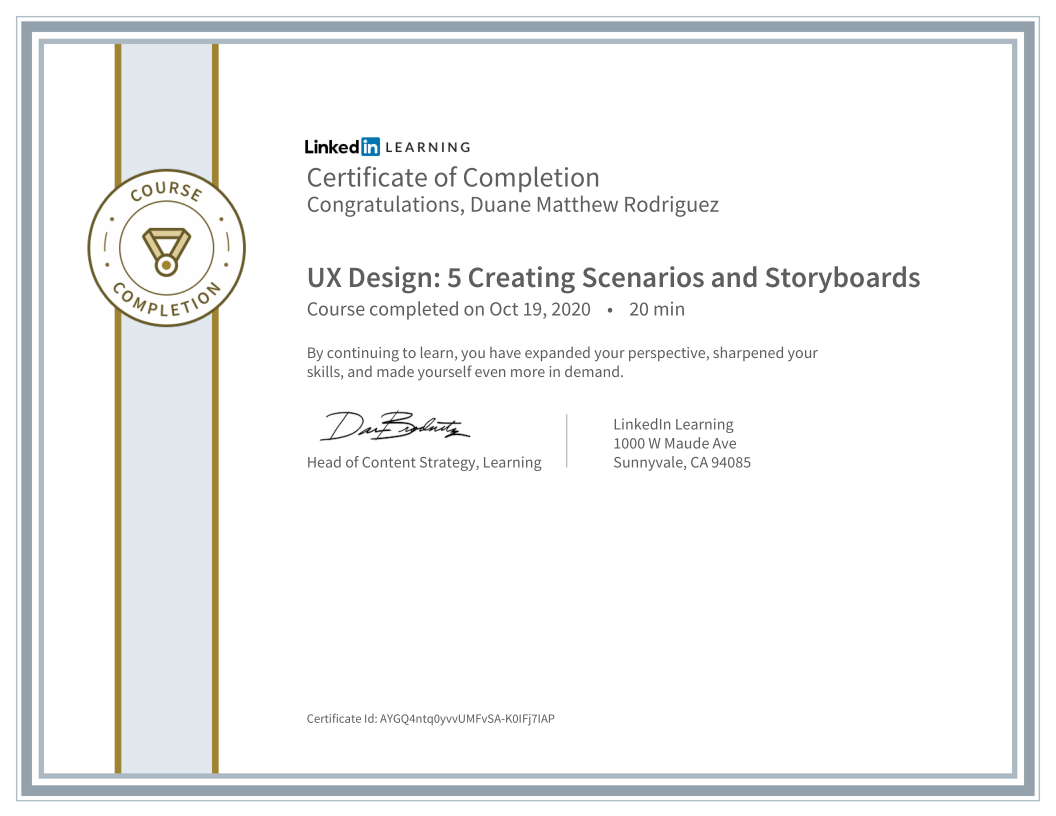 LinkedIn LEARNING
Certificate of Completion
Congratulations, Duane Matthew Rodriguez
COURSE
COMPLETION
UX Design: 5 Creating Scenarios and Storyboards
Course completed on Oct 19, 2020 • 20 min
By continuing to learn, you have expanded your perspective, sharpened your
skills, and made yourself even more in demand.
Head of Content Strategy, Learning
LinkedIn Learning
1000 W Maude Ave
Sunnyvale, CA 94085
Certificate Id: AYGQ4ntq0yvvUMFvSA-K0IFj7IAP